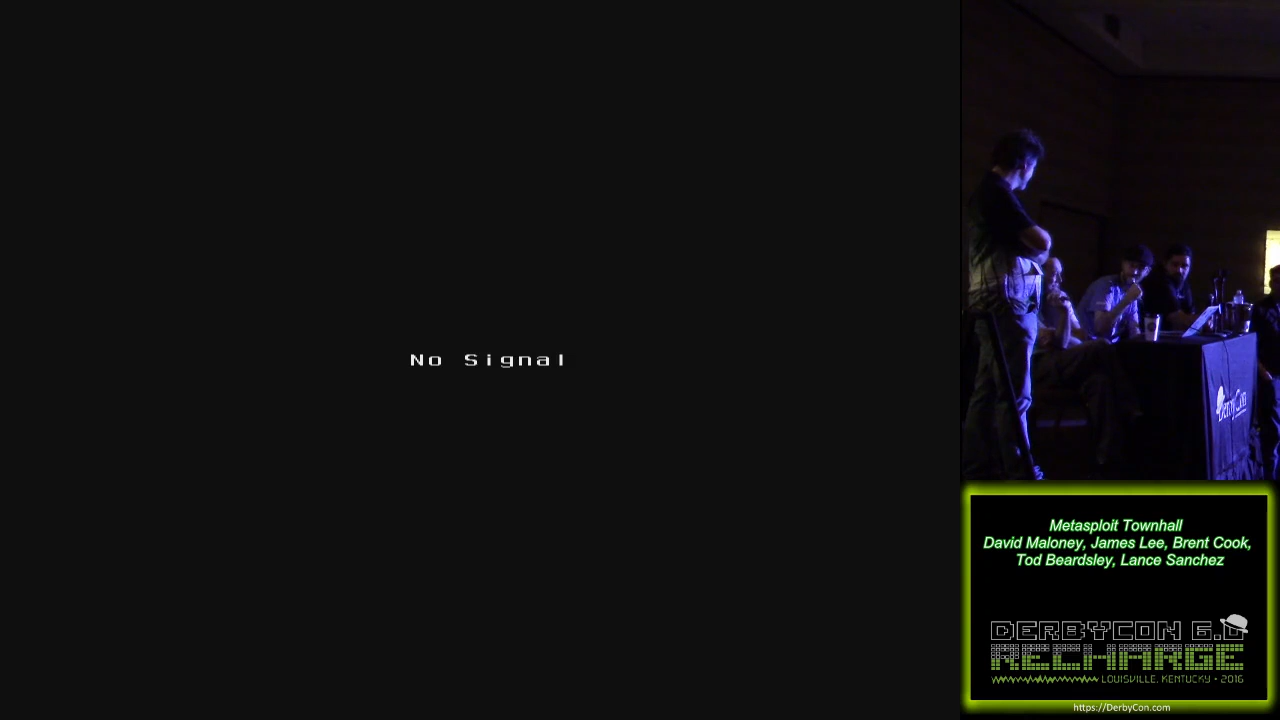 No Signal
DerbyCon
Metasploit Townhall
David Maloney, James Lee, Brent Cook,
Tod Beardsley, Lance Sanchez
DERBYCON 6.0
RECHARGE
LOUISVILLE, KENTUCKY • 2016
https://DerbyCon.com